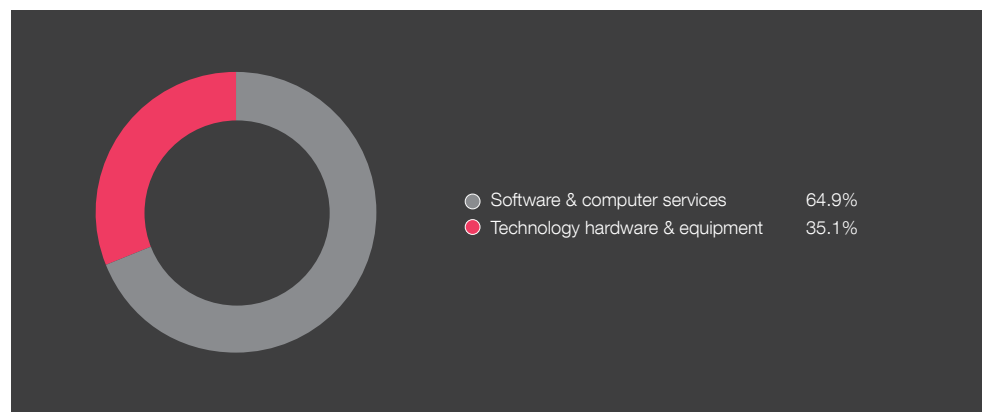 Software & computer services 64.9%
Technology hardware & equipment 35.1%